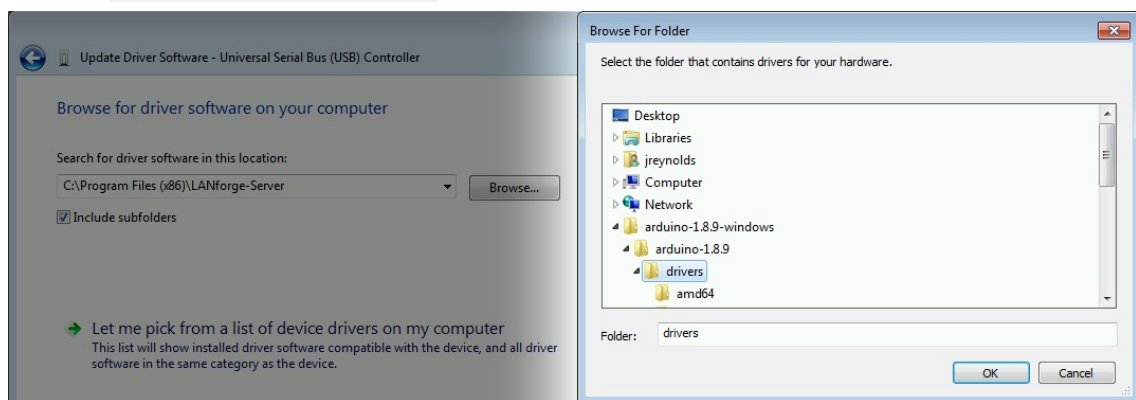 Update Driver Software - Universal Serial Bus (USB) Controller
Browse for driver software on your computer
Search for driver software in this location:
C:\Program Files (x86)\LANforge-Server
Browse...
Include subfolders
Let me pick from a list of device drivers on my computer
This list will show installed driver software compatible with the device, and all driver
software in the same category as the device.
Browse For Folder
Select the folder that contains drivers for your hardware.
Desktop
Libraries
jreynolds
Computer
Network
arduino-1.8.9-windows
arduino-1.8.9
drivers
amd64
Folder: drivers
OK Cancel